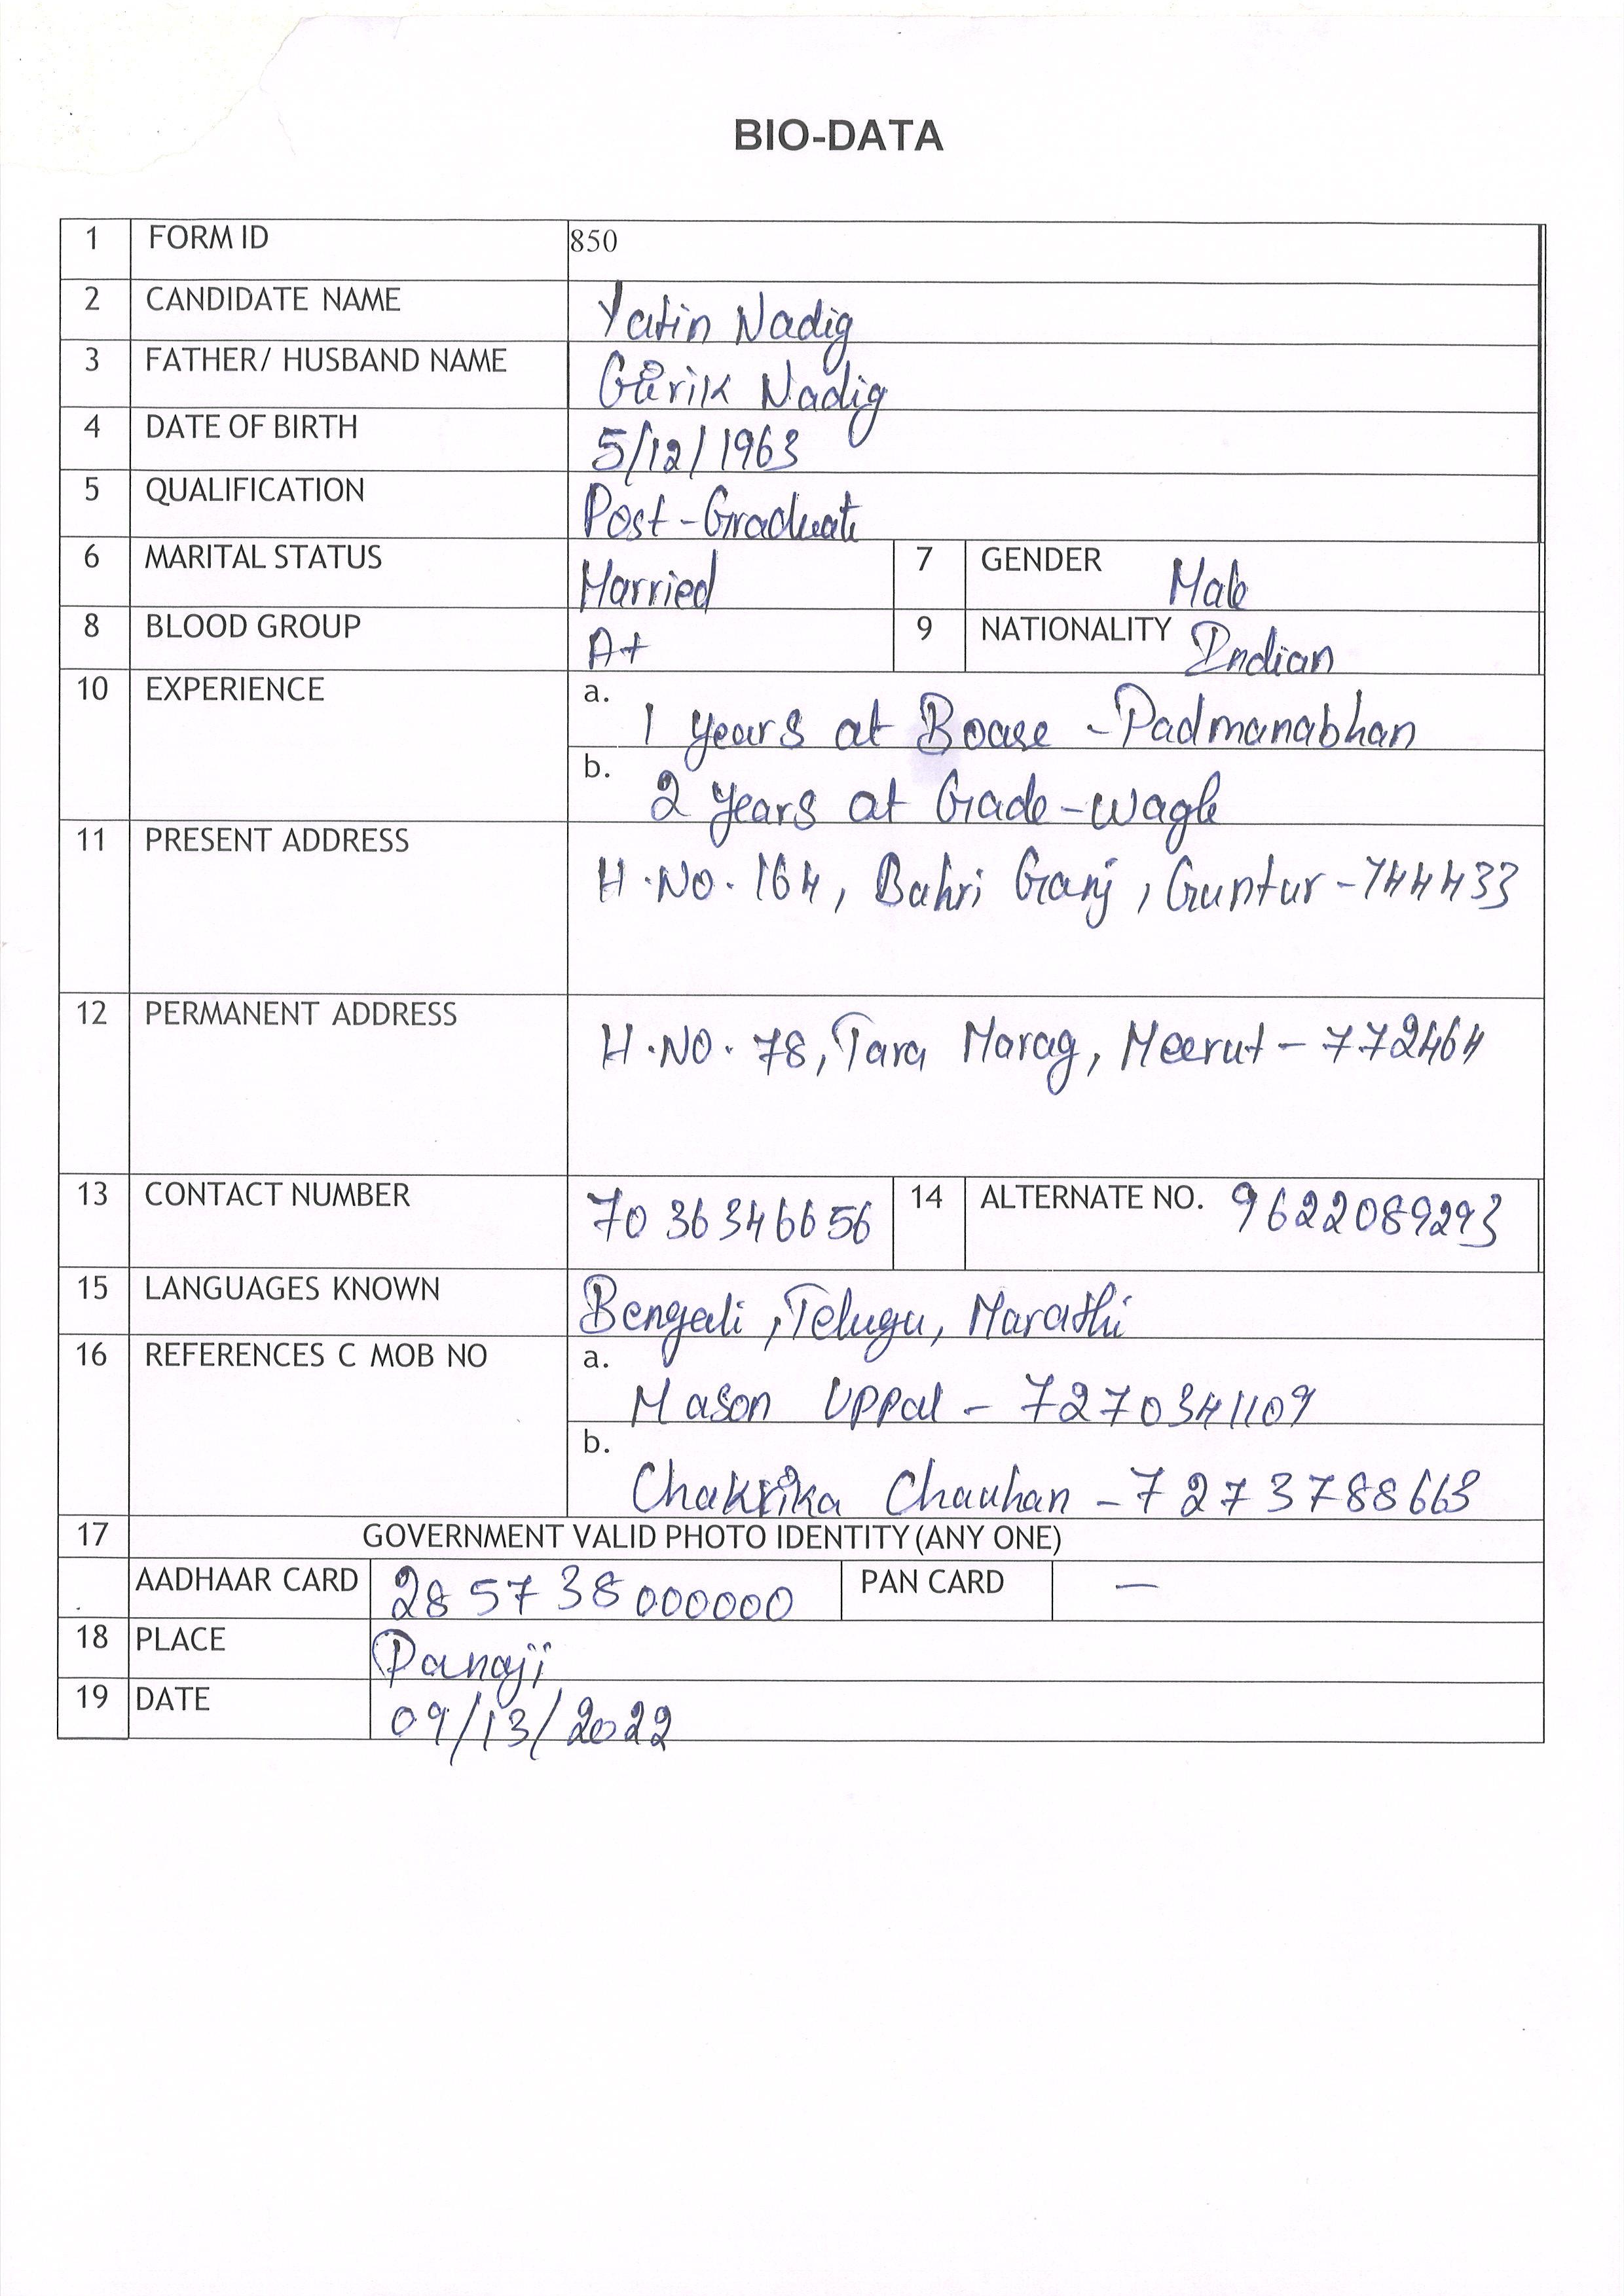 BIO-DATA
1 FORM ID 850
2 CANDIDATE NAME Yatin Nadig
3 FATHER/ HUSBAND NAME Garik Nadig
4 DATE OF BIRTH 5/12/1963
5 QUALIFICATION Post-Graduate
6 MARITAL STATUS Married 7 GENDER Male
8 BLOOD GROUP A+ 9 NATIONALITY Indian
10 EXPERIENCE a. 1 years at Boase -Padmanabhan
b. 2 years at Gade-Wagle
11 PRESENT ADDRESS H.No. 164, Bahri Ganj, Guntur-744433
12 PERMANENT ADDRESS H.NO. 78, Tara Marag, Meerut-772464
13 CONTACT NUMBER 7036346656 14 ALTERNATE NO. 9622089293
15 LANGUAGES KNOWN Bengali, Telugu, Marathi
16 REFERENCES C MOB NO a. Mason Uppal - 7270341109
b. Chakrika Chauhan - 7273788663
17 GOVERNMENT VALID PHOTO IDENTITY (ANY ONE)
AADHAAR CARD 285738000000 PAN CARD —
18 PLACE Panaji
19 DATE 09/13/2022